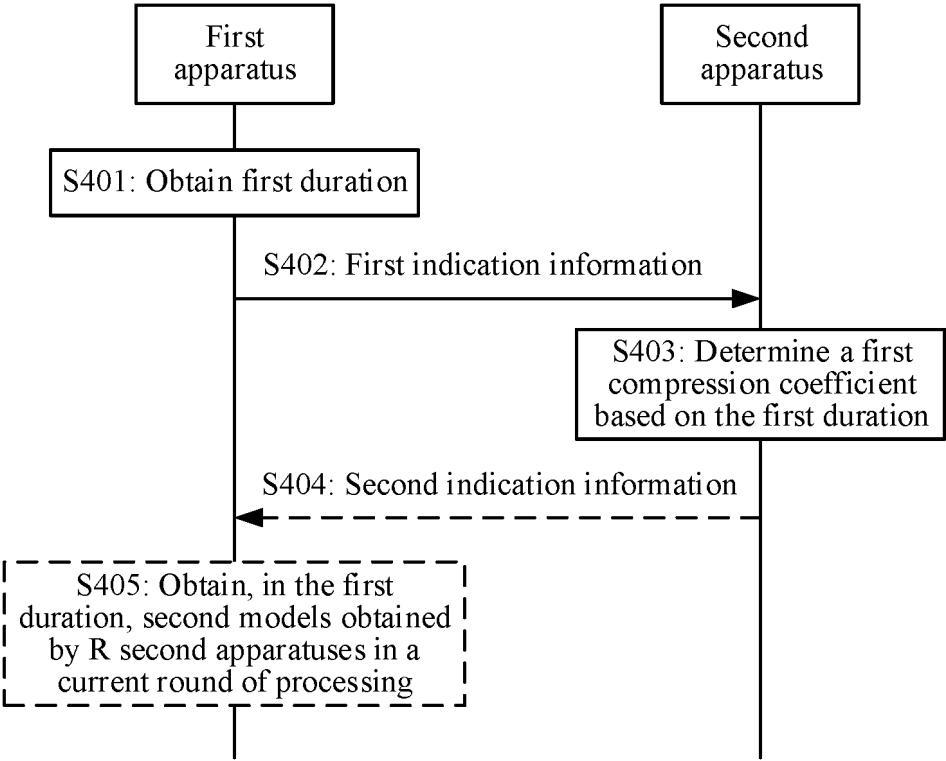 First
apparatus
Second
apparatus
S401: Obtain first duration
S402: First indication information
S403: Determine a first
compression coefficient
based on the first duration
S404: Second indication information
S405: Obtain, in the first
duration, second models obtained
by R second apparatuses in a
current round of processing